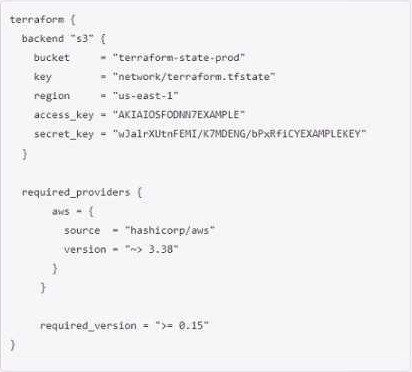 terraform {
  backend "s3" {
    bucket     = "terraform-state-prod"
    key        = "network/terraform.tfstate"
    region     = "us-east-1"
    access_key = "AKIAIOSFODNN7EXAMPLE"
    secret_key = "wJalrXUtnFEMI/K7MDENG/bPxRfiCYEXAMPLEKEY"
  }

  required_providers {
      aws = {
        source  = "hashicorp/aws"
        version = "~> 3.38"
      }
    }

    required_version = ">= 0.15"
}